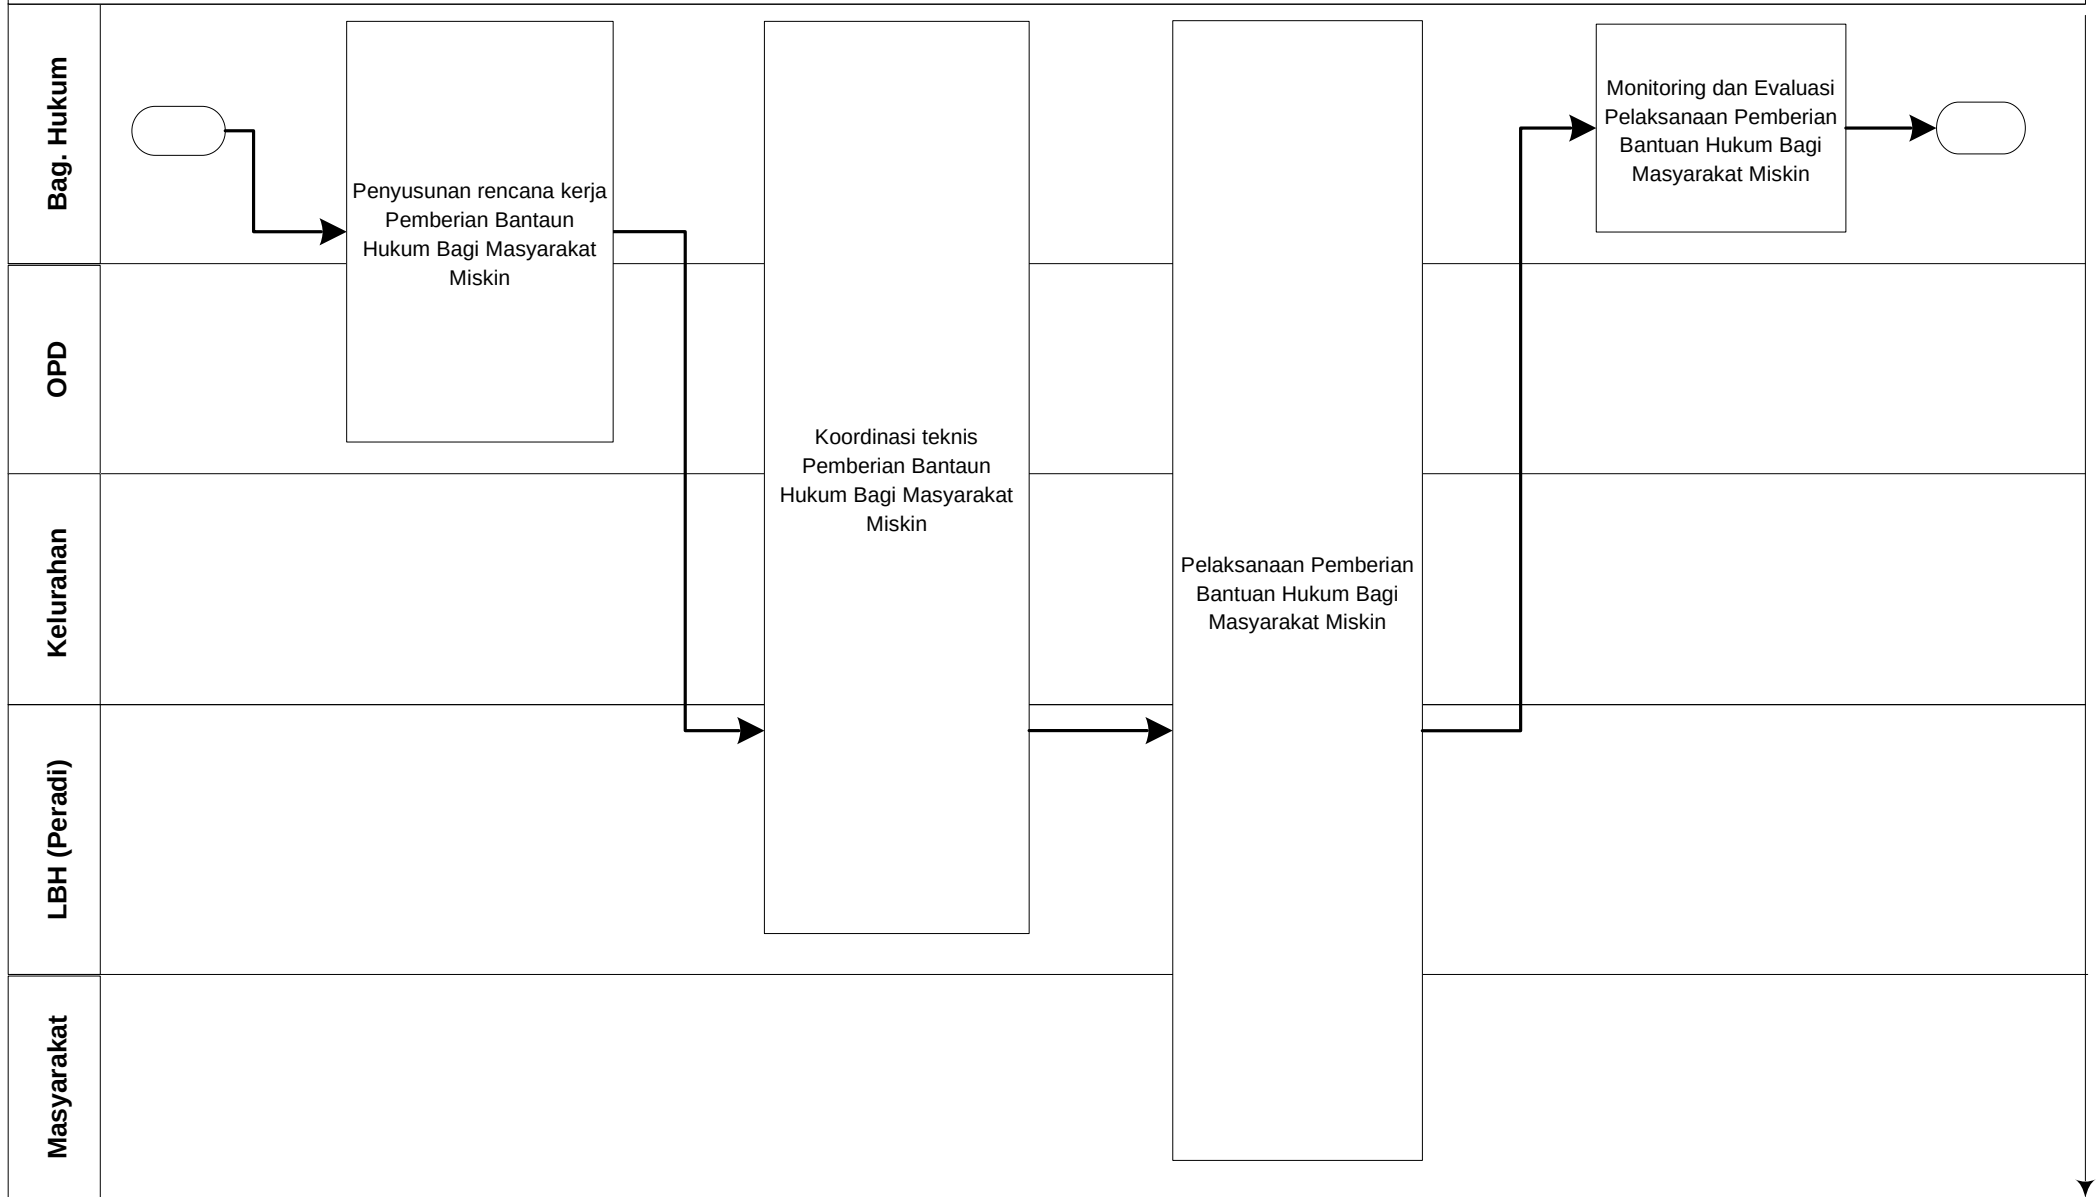 Bag. Hukum
OPD
Kelurahan
LBH (Peradi)
Masyarakat
Penyusunan rencana kerja
Pemberian Bantaun
Hukum Bagi Masyarakat
Miskin
Koordinasi teknis
Pemberian Bantaun
Hukum Bagi Masyarakat
Miskin
Pelaksanaan Pemberian
Bantuan Hukum Bagi
Masyarakat Miskin
Monitoring dan Evaluasi
Pelaksanaan Pemberian
Bantuan Hukum Bagi
Masyarakat Miskin